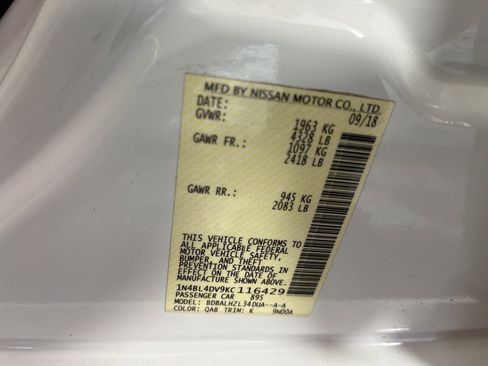 MFD BY NISSAN MOTOR CO., LTD.
DATE: 09/18
GVWR: 1963 KG
4328 LB
GAWR FR.: 1097 KG
2418 LB
GAWR RR.: 945 KG
2083 LB
THIS VEHICLE CONFORMS TO
ALL APPLICABLE FEDERAL
MOTOR VEHICLE SAFETY,
BUMPER, AND THEFT
PREVENTION STANDARDS IN
EFFECT ON THE DATE OF
MANUFACTURE SHOWN ABOVE.
1N4BL4DV9KC116429
PASSENGER CAR 895
MODEL: BDBALHZL34DUA--A-A
COLOR: QAB TRIM: K 9N00A